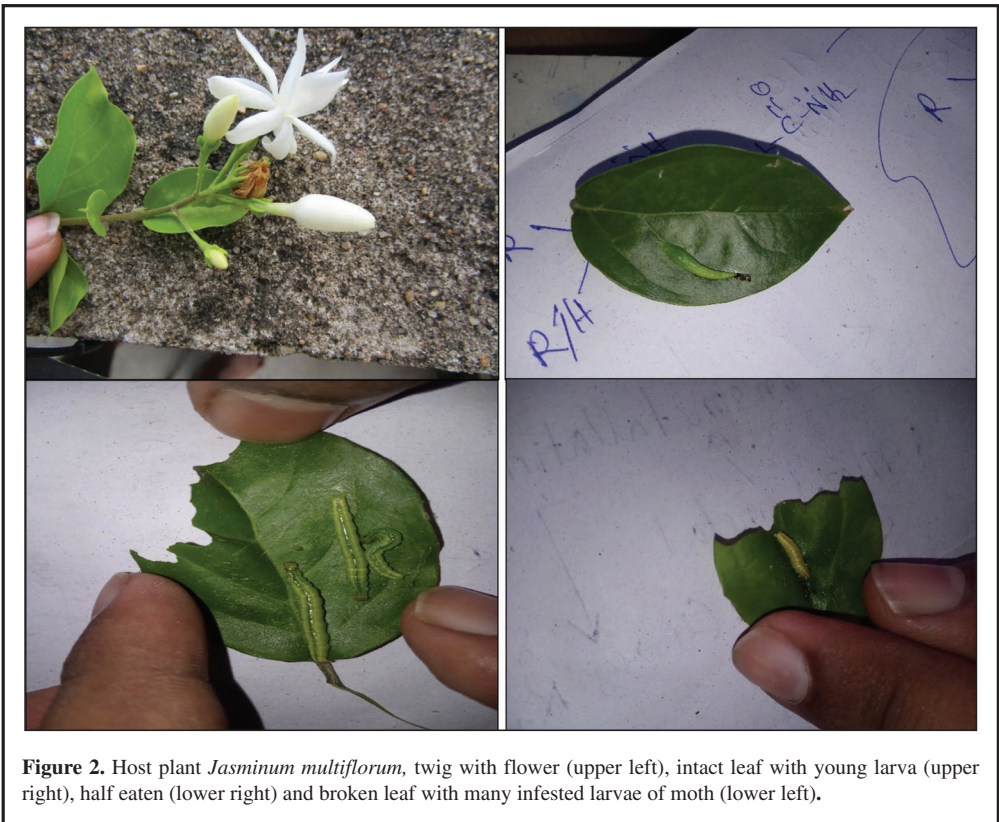 R
O
"
C-NH2
R
R
H
Figure 2. Host plant Jasminum multiflorum, twig with flower (upper left), intact leaf with young larva (upper
right), half eaten (lower right) and broken leaf with many infested larvae of moth (lower left).